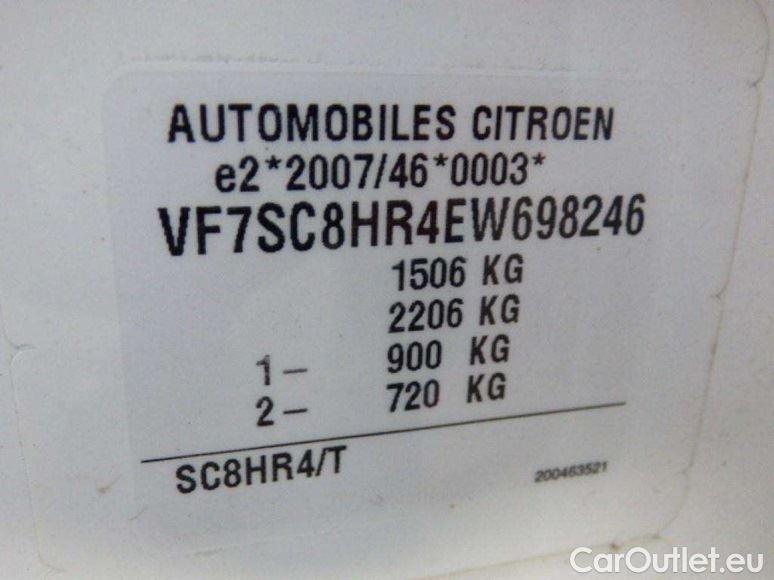 AUTOMOBILES CITROEN
e2*2007/46*0003*
VF7SC8HR4EW698246
1506 KG
2206 KG
1- 900 KG
2- 720 KG
SC8HR4/T
200463521
CarOutlet.eu